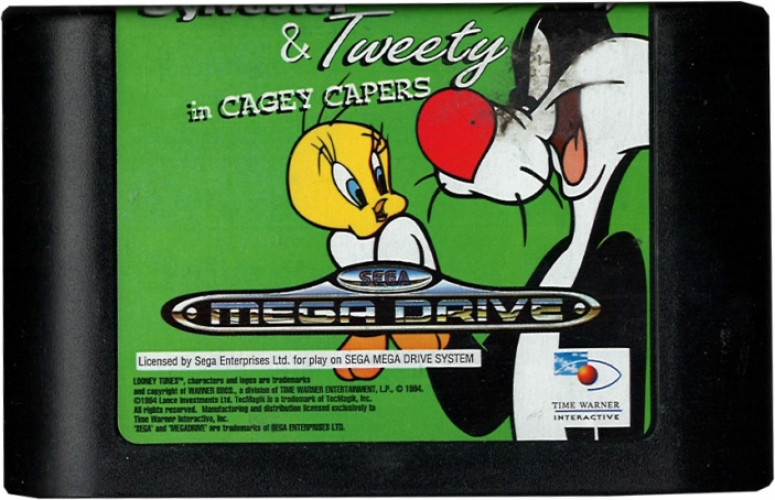 Sylvester
& Tweety
in CAGEY CAPERS
SEGA
MEGA DRIVE
Licensed by Sega Enterprises Ltd. for play on SEGA MEGA DRIVE SYSTEM
LOONEY TUNES™, characters and logos are trademarks
and copyright of WARNER BROS., a division of TIME WARNER ENTERTAINMENT, L.P., © 1994.
©1994 Lance Investments Ltd. TecMagik is a trademark of TecMagik, Inc.
All rights reserved. Manufacturing and distribution licensed exclusively to
Time Warner Interactive, Inc.
'SEGA' and 'MEGADRIVE' are trademarks of SEGA ENTERPRISES LTD.
TIME WARNER
INTERACTIVE